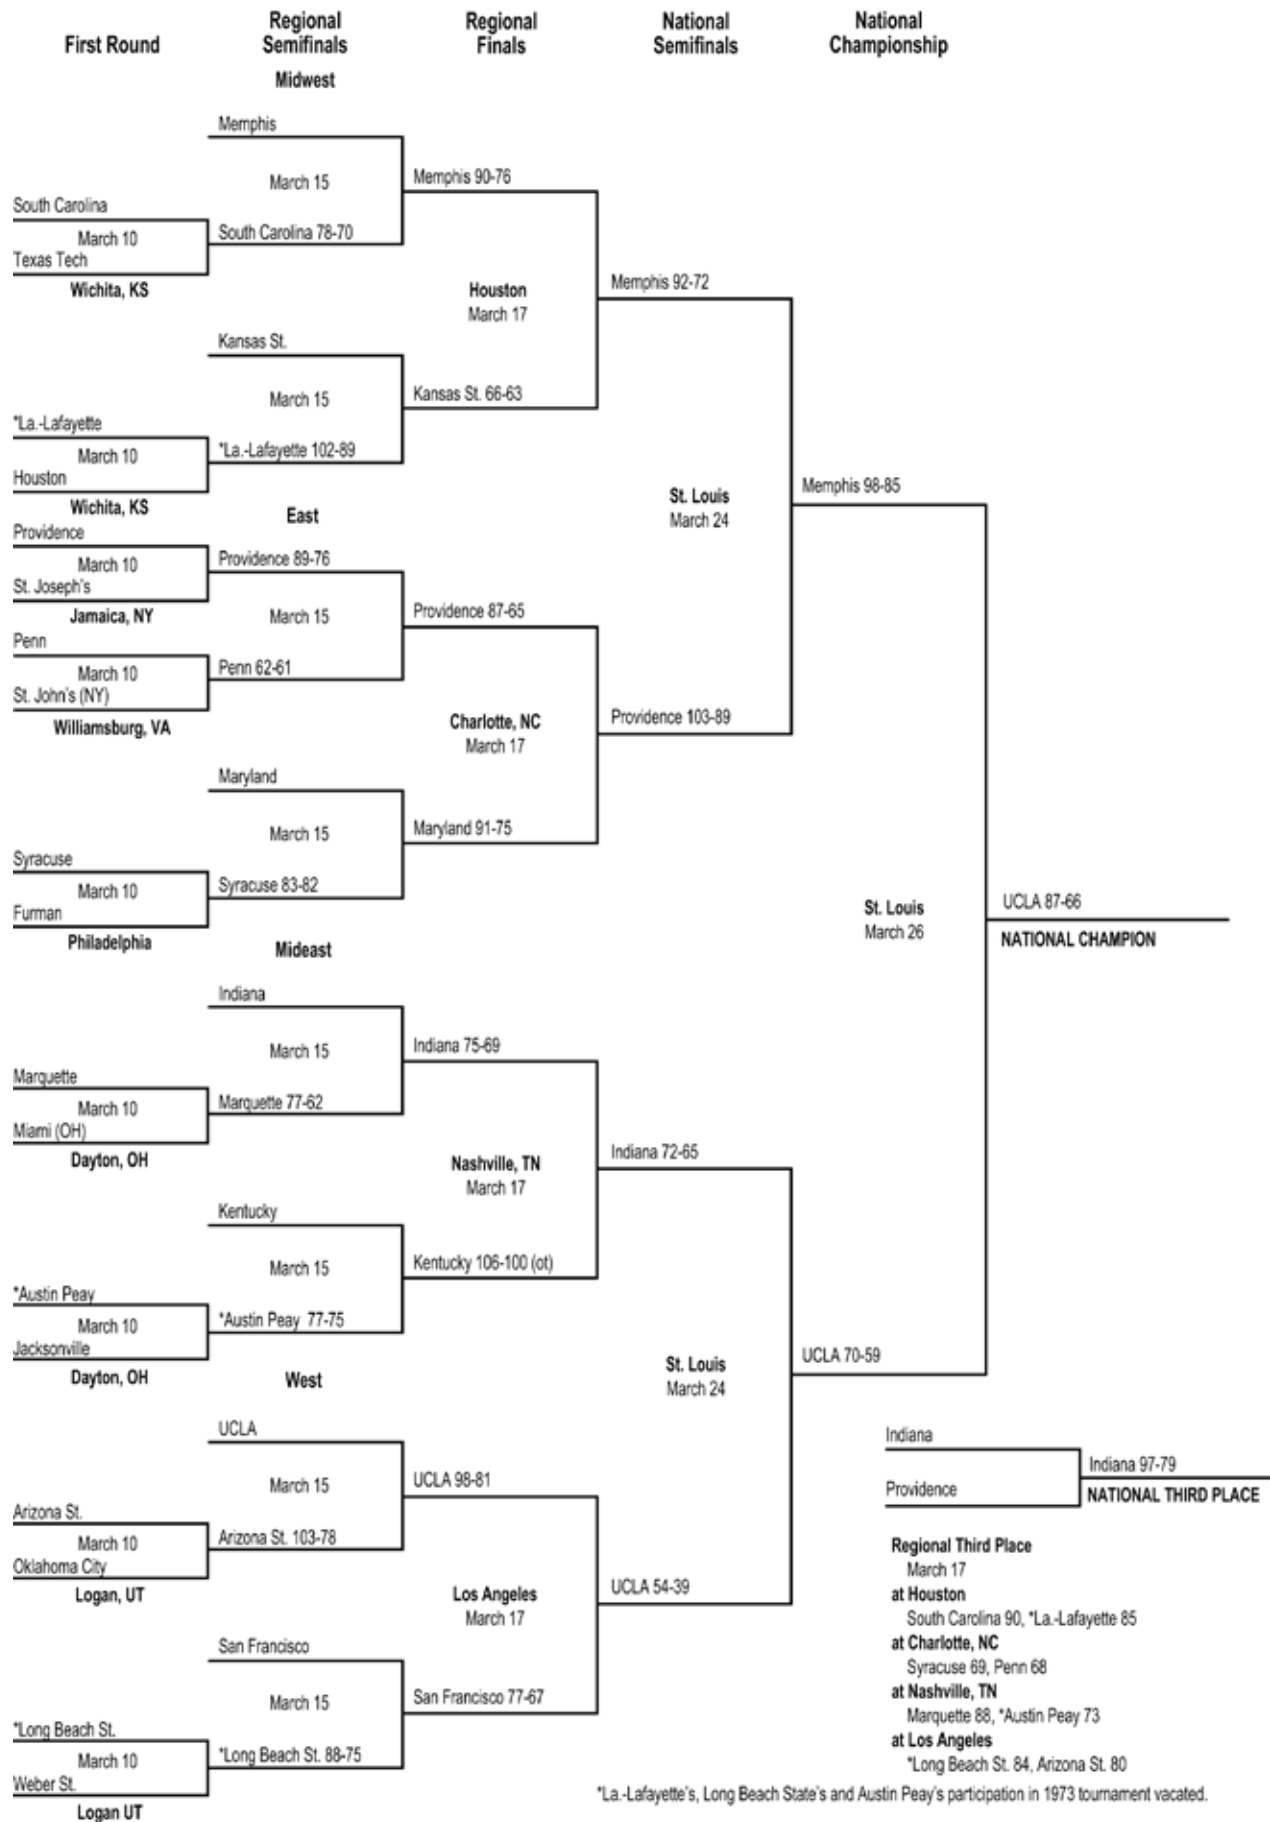 First Round
Regional
Semifinals
Regional
Finals
National
Semifinals
National
Championship
Midwest
Memphis
March 15
Memphis 90-76
South Carolina
March 10
South Carolina 78-70
Texas Tech
Wichita, KS
Houston
March 17
Memphis 92-72
Kansas St.
March 15
Kansas St. 66-63
*La.-Lafayette
March 10
*La.-Lafayette 102-89
Houston
Wichita, KS
St. Louis
March 24
Memphis 98-85
East
Providence
March 10
Providence 89-76
St. Joseph's
Jamaica, NY
March 15
Providence 87-65
Penn
March 10
Penn 62-61
St. John's (NY)
Williamsburg, VA
Charlotte, NC
March 17
Providence 103-89
Maryland
March 15
Maryland 91-75
Syracuse
March 10
Syracuse 83-82
Furman
Philadelphia
St. Louis
March 26
UCLA 87-66
NATIONAL CHAMPION
Mideast
Indiana
March 15
Indiana 75-69
Marquette
March 10
Marquette 77-62
Miami (OH)
Dayton, OH
Nashville, TN
March 17
Indiana 72-65
Kentucky
March 15
Kentucky 106-100 (ot)
*Austin Peay
March 10
*Austin Peay 77-75
Jacksonville
Dayton, OH
St. Louis
March 24
UCLA 70-59
West
UCLA
March 15
UCLA 98-81
Arizona St.
March 10
Arizona St. 103-78
Oklahoma City
Logan, UT
Los Angeles
March 17
UCLA 54-39
San Francisco
March 15
San Francisco 77-67
*Long Beach St.
March 10
*Long Beach St. 88-75
Weber St.
Logan UT
Indiana
Indiana 97-79
Providence
NATIONAL THIRD PLACE
Regional Third Place
March 17
at Houston
South Carolina 90, *La.-Lafayette 85
at Charlotte, NC
Syracuse 69, Penn 68
at Nashville, TN
Marquette 88, *Austin Peay 73
at Los Angeles
*Long Beach St. 84, Arizona St. 80
*La.-Lafayette's, Long Beach State's and Austin Peay's participation in 1973 tournament vacated.